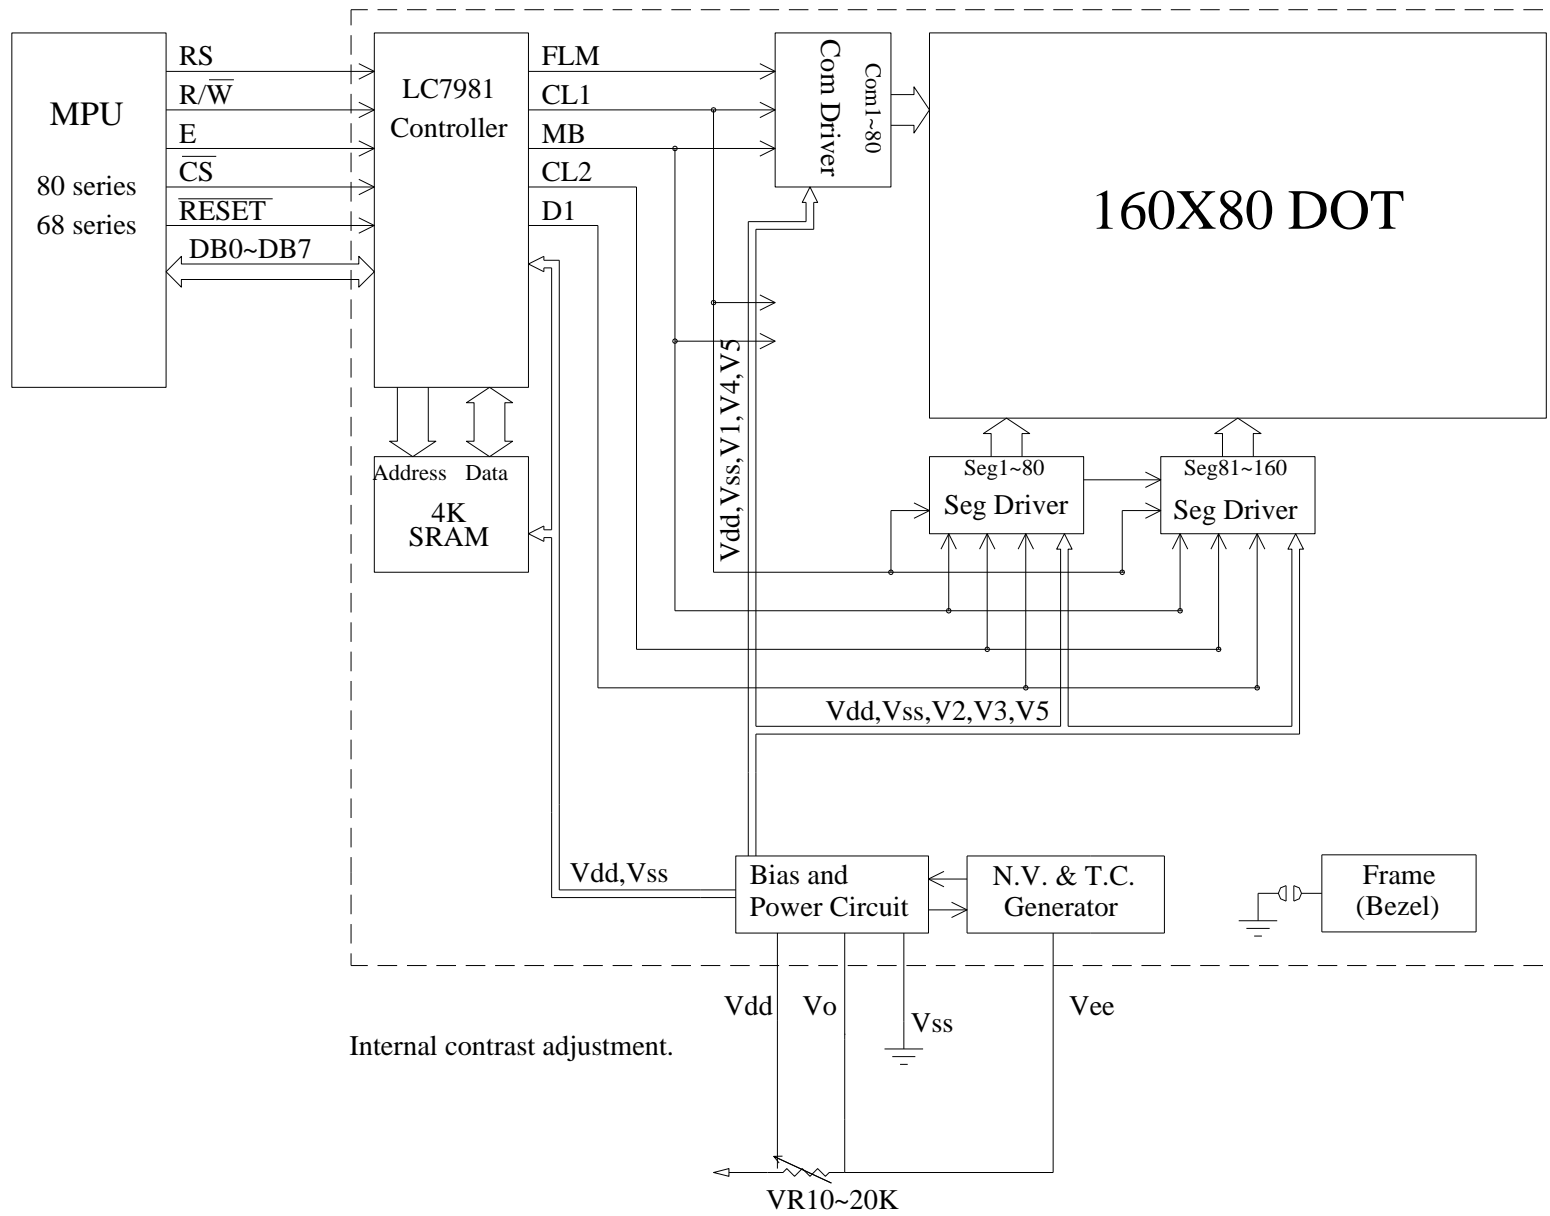 MPU
80 series
68 series
RS
R/W̅
E
C̅S̅
R̅E̅S̅E̅T̅
DB0~DB7
LC7981
Controller
FLM
CL1
MB
CL2
D1
Com Driver
Com1~80
160X80 DOT
Address
Data
4K
SRAM
Vdd,Vss,V1,V4,V5
Seg1~80
Seg Driver
Seg81~160
Seg Driver
Vdd,Vss,V2,V3,V5
Vdd,Vss
Bias and
Power Circuit
N.V. & T.C.
Generator
Frame
(Bezel)
Vdd
Vo
Vss
Vee
Internal contrast adjustment.
VR10~20K